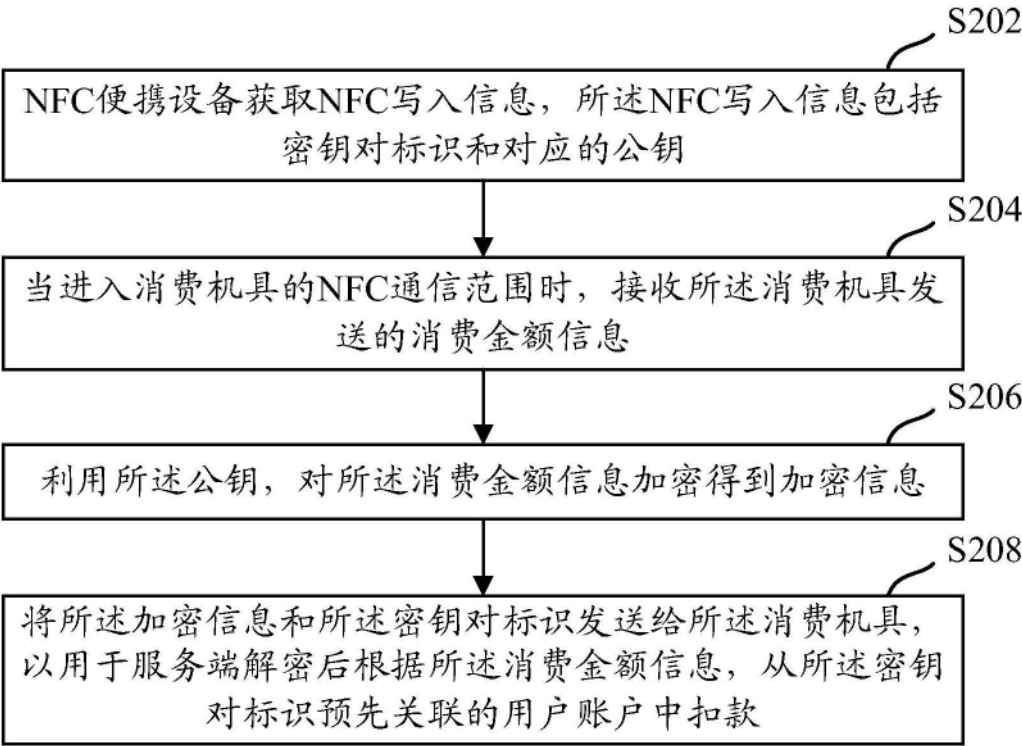 S202
NFC便携设备获取NFC写入信息，所述NFC写入信息包括
密钥对标识和对应的公钥
S204
当进入消费机具的NFC通信范围时，接收所述消费机具发
送的消费金额信息
S206
利用所述公钥，对所述消费金额信息加密得到加密信息
S208
将所述加密信息和所述密钥对标识发送给所述消费机具，
以用于服务端解密后根据所述消费金额信息，从所述密钥
对标识预先关联的用户账户中扣款